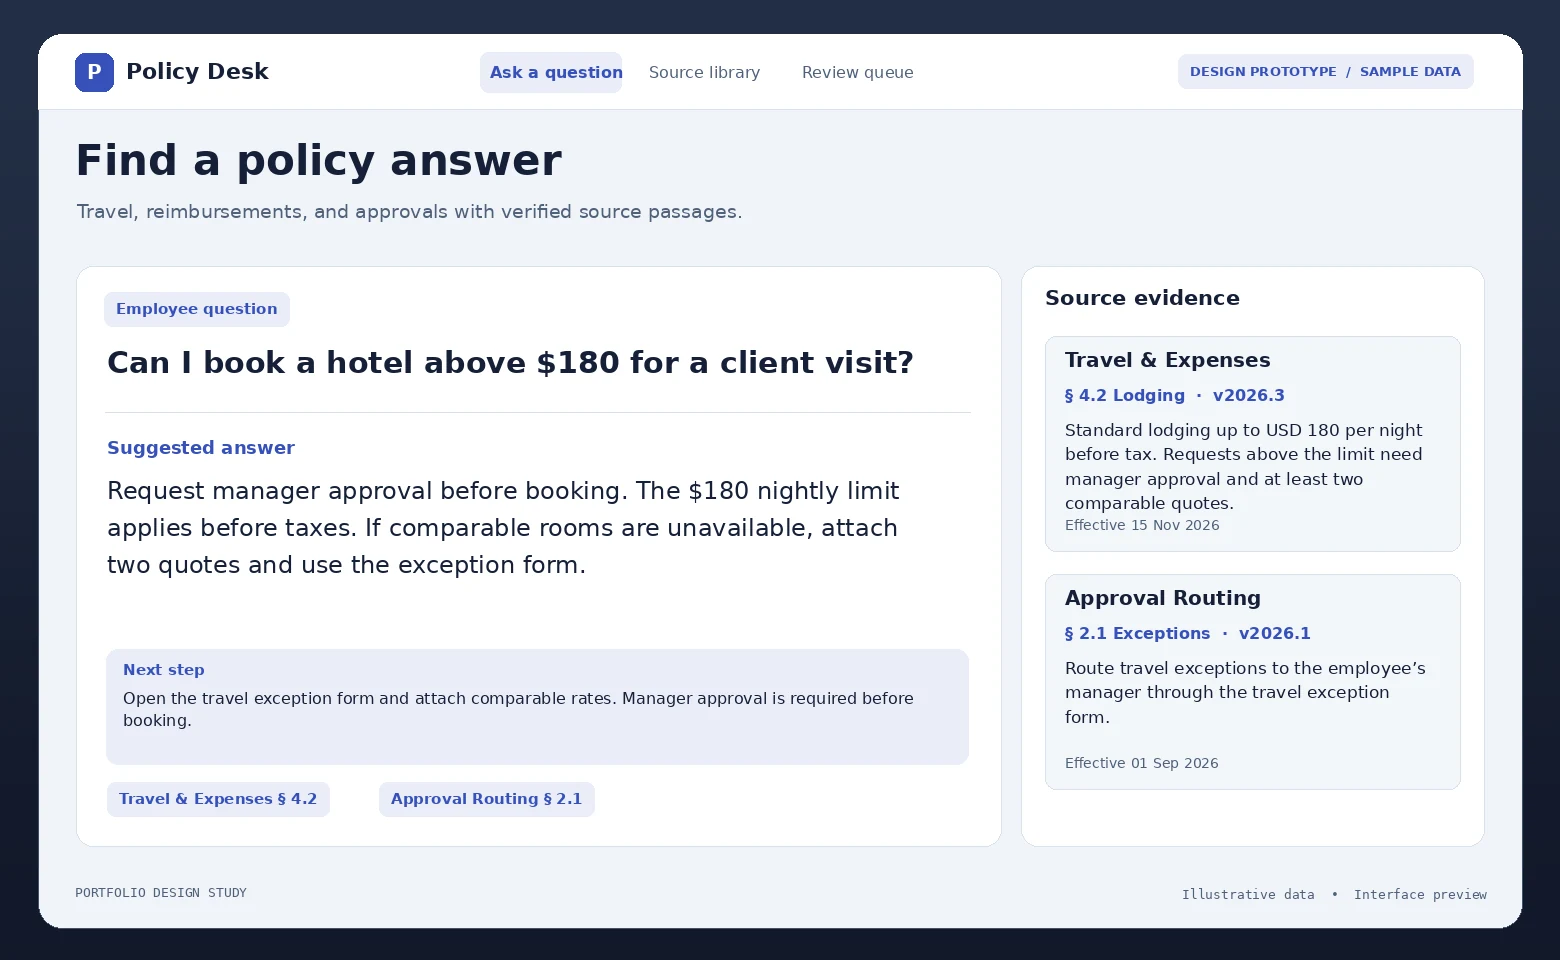 P Policy Desk
Ask a question
Source library
Review queue
DESIGN PROTOTYPE / SAMPLE DATA
Find a policy answer
Travel, reimbursements, and approvals with verified source passages.
Employee question
Can I book a hotel above $180 for a client visit?
Suggested answer
Request manager approval before booking. The $180 nightly limit
applies before taxes. If comparable rooms are unavailable, attach
two quotes and use the exception form.
Next step
Open the travel exception form and attach comparable rates. Manager approval is required before
booking.
Travel & Expenses § 4.2
Approval Routing § 2.1
Source evidence
Travel & Expenses
§ 4.2 Lodging · v2026.3
Standard lodging up to USD 180 per night
before tax. Requests above the limit need
manager approval and at least two
comparable quotes.
Effective 15 Nov 2026
Approval Routing
§ 2.1 Exceptions · v2026.1
Route travel exceptions to the employee’s
manager through the travel exception
form.
Effective 01 Sep 2026
PORTFOLIO DESIGN STUDY
Illustrative data • Interface preview